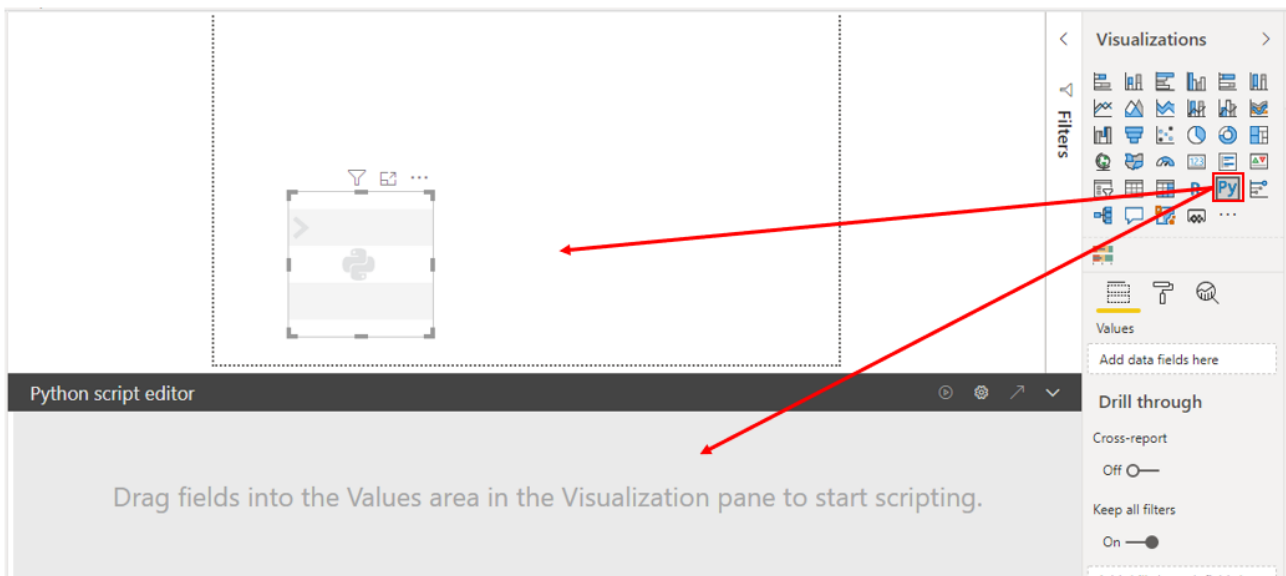 Visualizations
Filters
123
R
Py
Values
Add data fields here
Python script editor
Drill through
Cross-report
Off
Drag fields into the Values area in the Visualization pane to start scripting.
Keep all filters
On